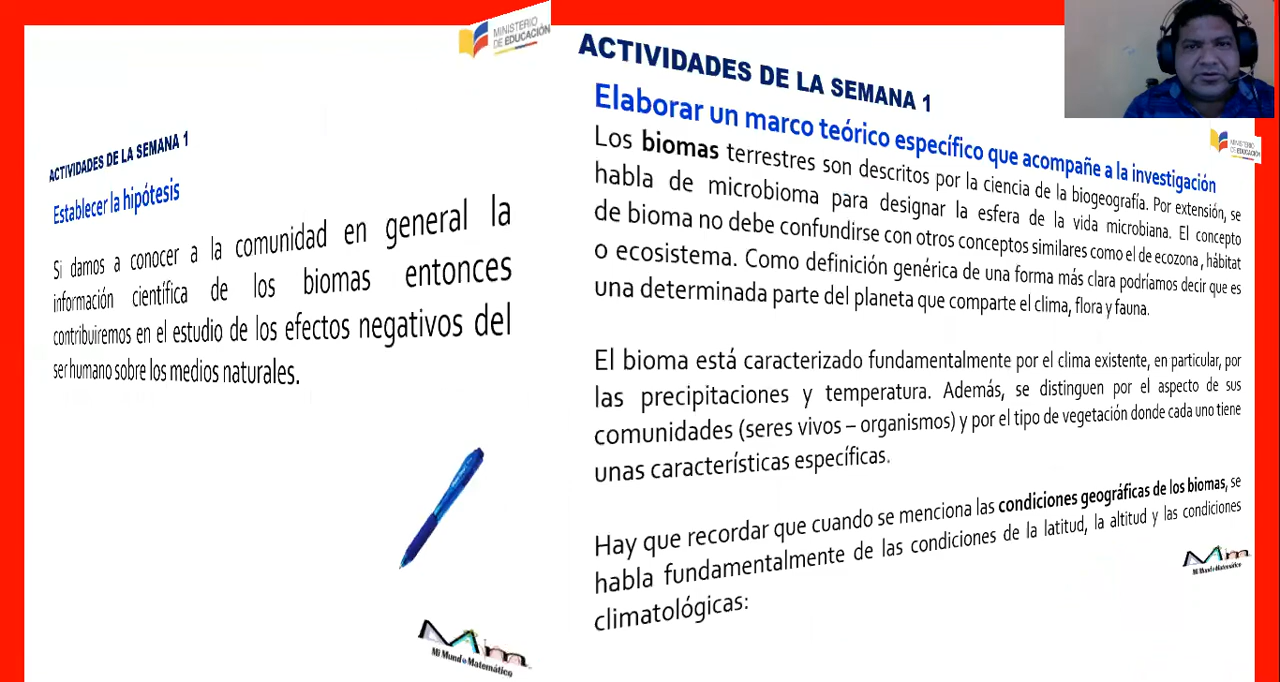 MINISTERIO
DE EDUCACIÓN
ACTIVIDADES DE LA SEMANA 1
Establecer la hipótesis
Si damos a conocer a la comunidad en general la
información científica de los biomas entonces
contribuiremos en el estudio de los efectos negativos del
ser humano sobre los medios naturales.
Mi Mundo Matemático
ACTIVIDADES DE LA SEMANA 1
Elaborar un marco teórico específico que acompañe a la investigación
MINISTERIO
DE EDUCACIÓN
Los biomas terrestres son descritos por la ciencia de la biogeografía. Por extensión, se
habla de microbioma para designar la esfera de la vida microbiana. El concepto
de bioma no debe confundirse con otros conceptos similares como el de ecozona, hábitat
o ecosistema. Como definición genérica de una forma más clara podríamos decir que es
una determinada parte del planeta que comparte el clima, flora y fauna.
El bioma está caracterizado fundamentalmente por el clima existente, en particular, por
las precipitaciones y temperatura. Además, se distinguen por el aspecto de sus
comunidades (seres vivos – organismos) y por el tipo de vegetación donde cada uno tiene
unas características específicas.
Hay que recordar que cuando se menciona las condiciones geográficas de los biomas, se
habla fundamentalmente de las condiciones de la latitud, la altitud y las condiciones
climatológicas:
Mi Mundo Matemático